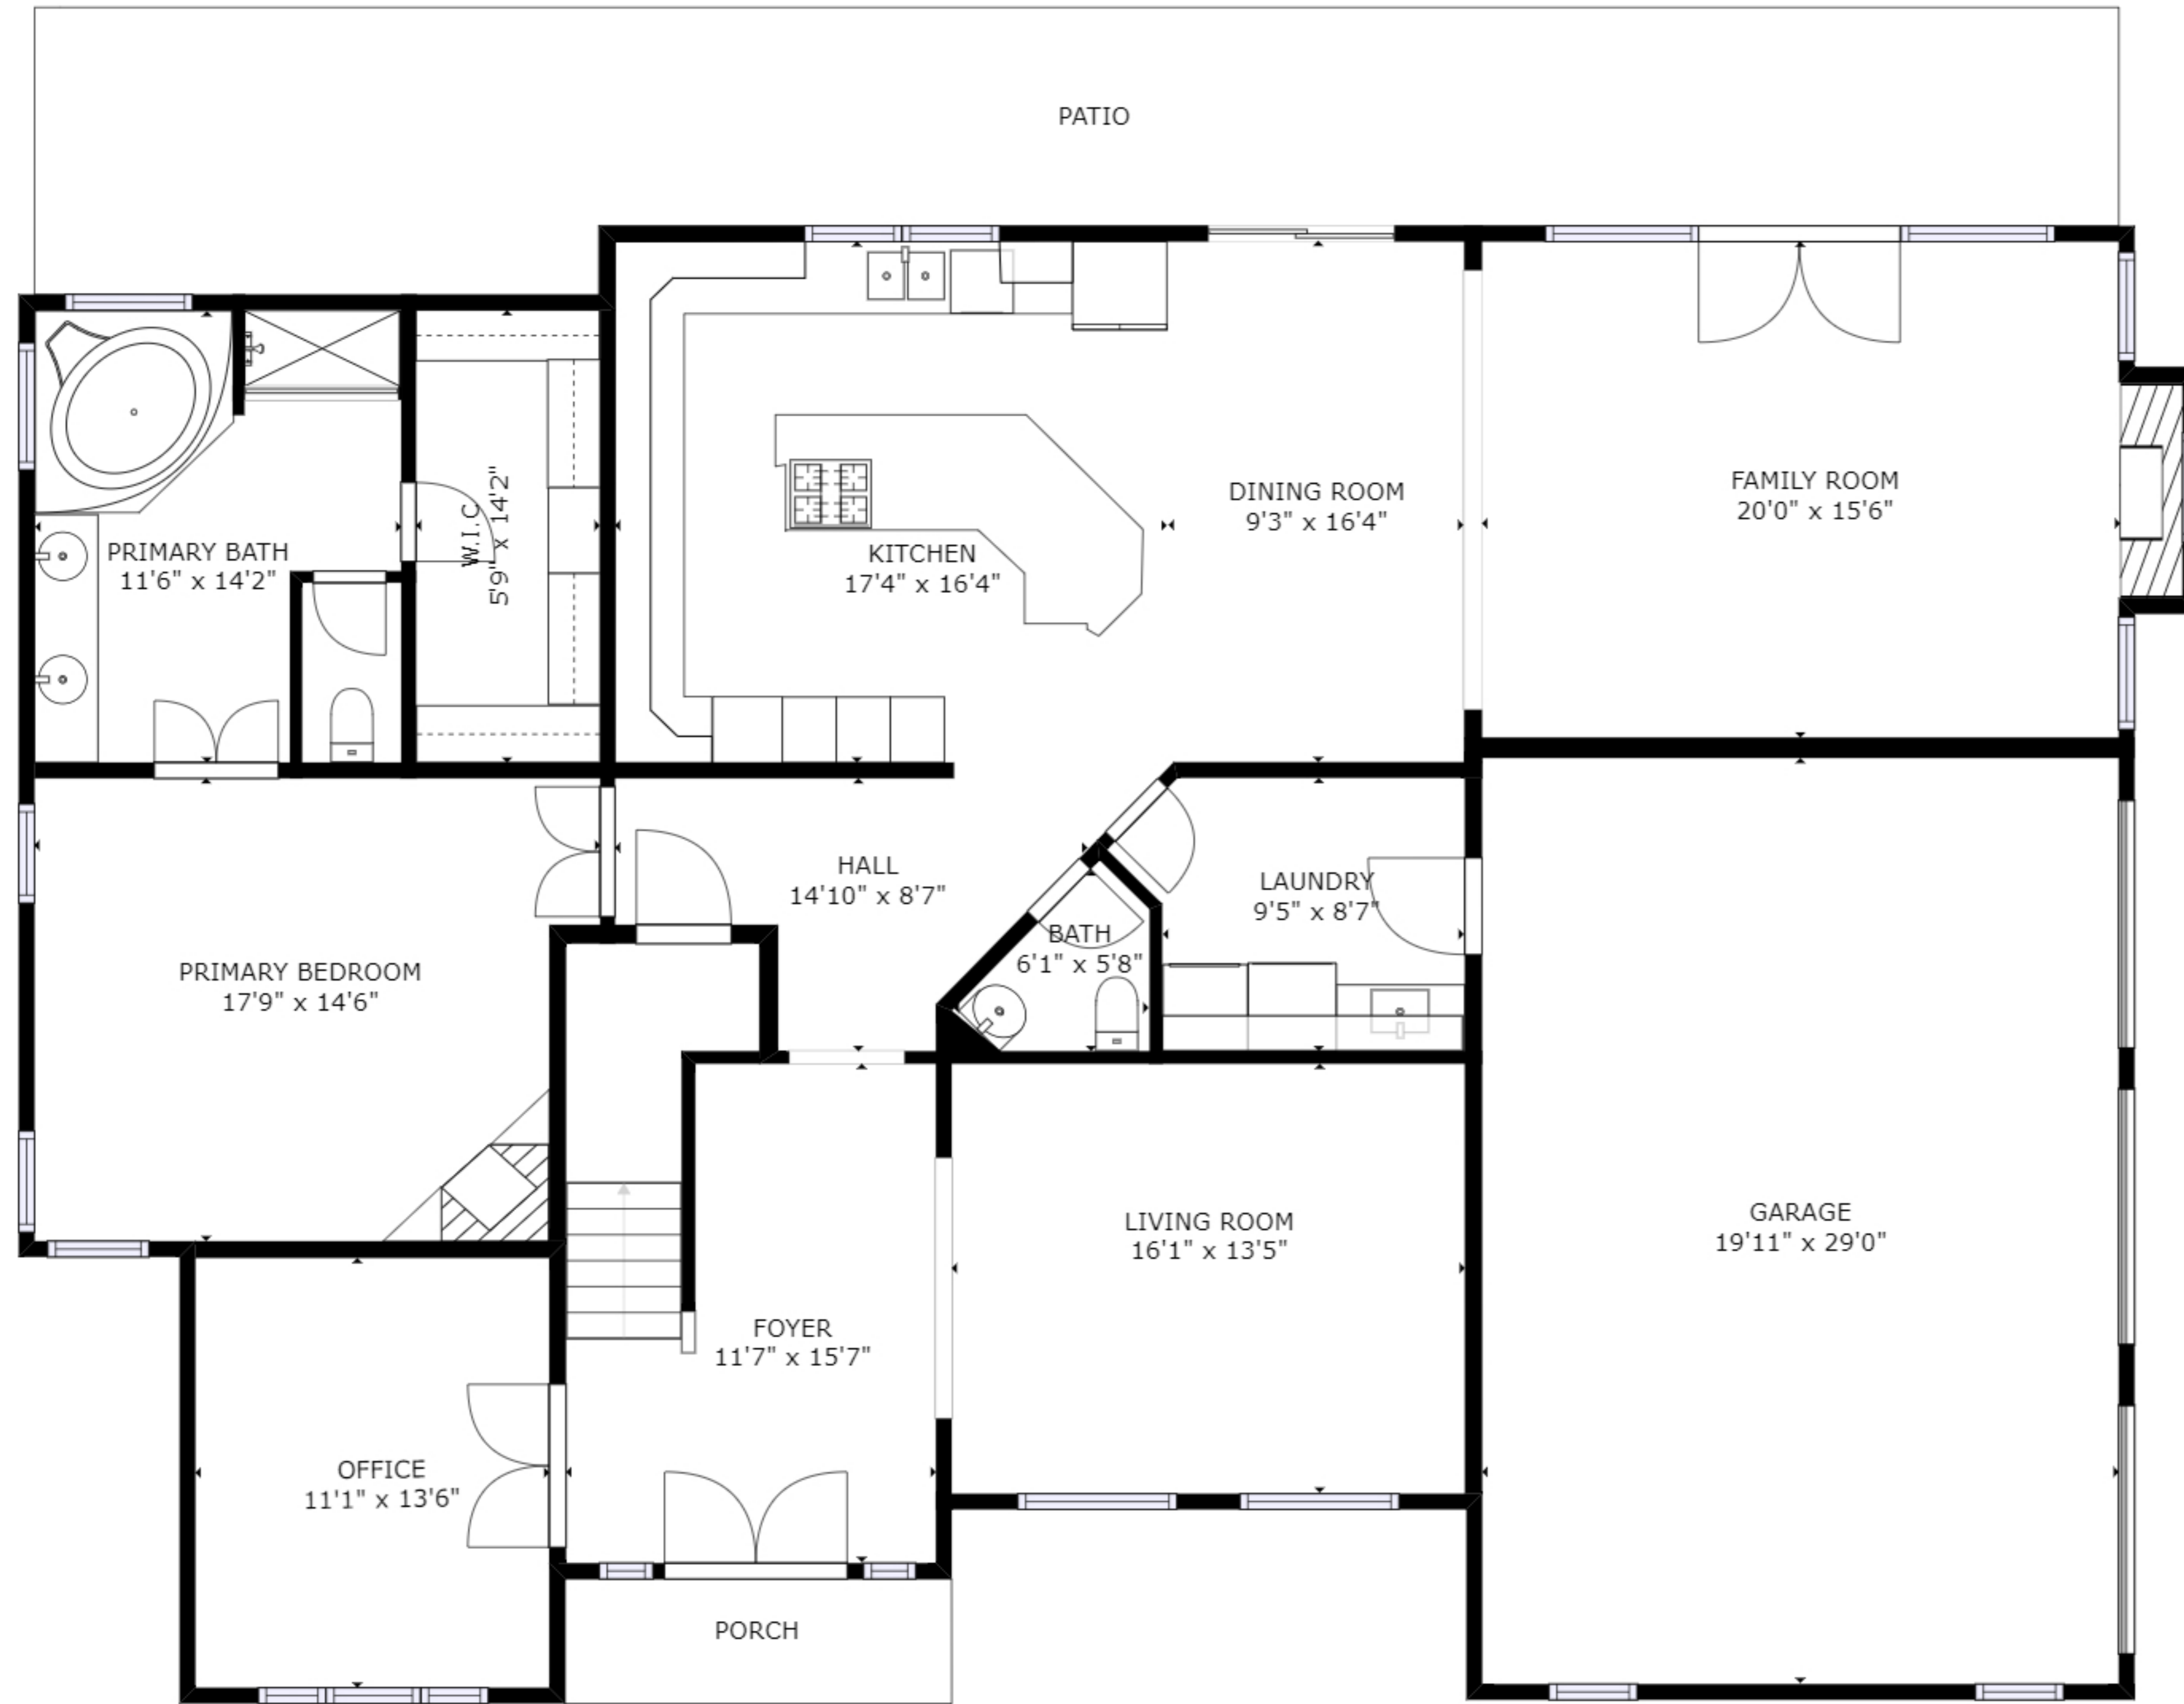 PATIO
FAMILY ROOM
20'0" x 15'6"
DINING ROOM
9'3" x 16'4"
KITCHEN
17'4" x 16'4"
W.I.C
5'9" x 14'2"
PRIMARY BATH
11'6" x 14'2"
HALL
14'10" x 8'7"
LAUNDRY
9'5" x 8'7"
BATH
6'1" x 5'8"
PRIMARY BEDROOM
17'9" x 14'6"
LIVING ROOM
16'1" x 13'5"
GARAGE
19'11" x 29'0"
FOYER
11'7" x 15'7"
OFFICE
11'1" x 13'6"
PORCH